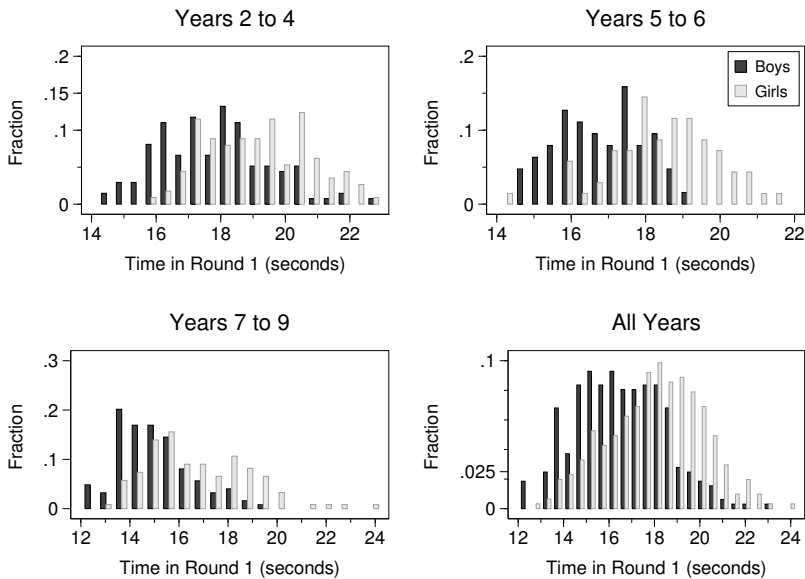 Years 2 to 4
.2
.15
.1
.05
0
Fraction
14 16 18 20 22
Time in Round 1 (seconds)
Years 5 to 6
.2
.15
.1
.05
0
Fraction
Boys
Girls
14 16 18 20 22
Time in Round 1 (seconds)
Years 7 to 9
.3
.2
.1
0
Fraction
12 14 16 18 20 22 24
Time in Round 1 (seconds)
All Years
.1
.025
0
Fraction
12 14 16 18 20 22 24
Time in Round 1 (seconds)